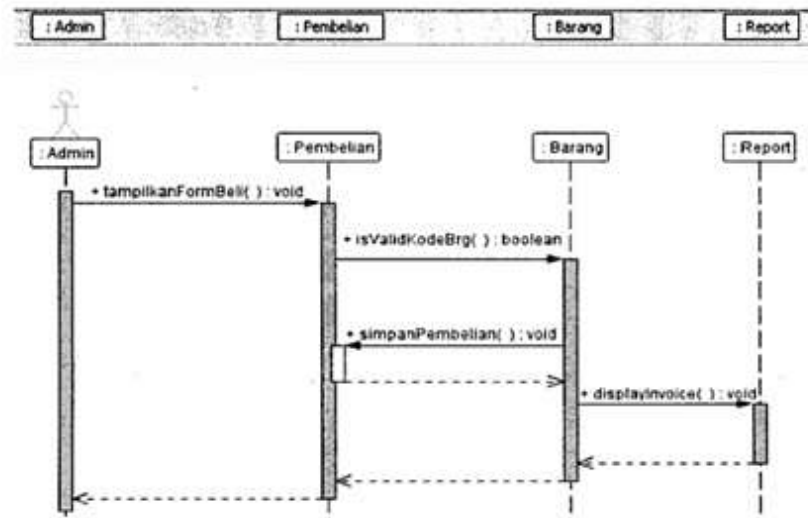 : Admin
: Pembelian
: Barang
: Report
: Admin
: Pembelian
: Barang
: Report
+ tampilkanFormBeli( ) : void
+ isValidKodeBrg( ) : boolean
+ simpanPembelian( ) : void
+ displayInvoice( ) : void